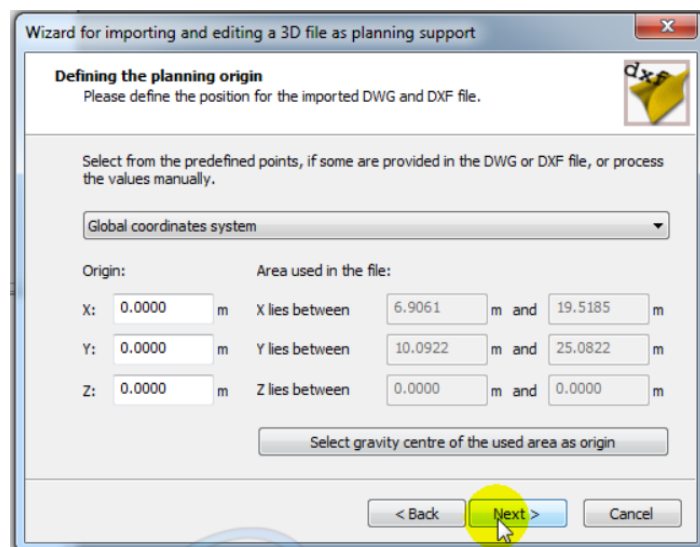 Wizard for importing and editing a 3D file as planning support
Defining the planning origin
Please define the position for the imported DWG and DXF file.
dxf
Select from the predefined points, if some are provided in the DWG or DXF file, or process
the values manually.
Global coordinates system
Origin: Area used in the file:
X: 0.0000 m X lies between 6.9061 m and 19.5185 m
Y: 0.0000 m Y lies between 10.0922 m and 25.0822 m
Z: 0.0000 m Z lies between 0.0000 m and 0.0000 m
Select gravity centre of the used area as origin
< Back Next > Cancel